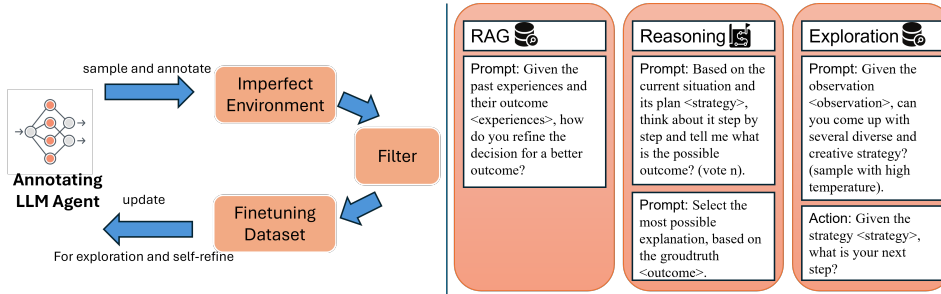 sample and annotate
Imperfect
Environment
Filter
Annotating
LLM Agent
update
Finetuning
Dataset
For exploration and self-refine
RAG
Prompt: Given the
past experiences and
their outcome
<experiences>, how
do you refine the
decision for a better
outcome?
Reasoning
Prompt: Based on the
current situation and
its plan <strategy>,
think about it step by
step and tell me what
is the possible
outcome? (vote n).
Prompt: Select the
most possible
explanation, based on
the groudtruth
<outcome>.
Exploration
Prompt: Given the
observation
<observation>, can
you come up with
several diverse and
creative strategy?
(sample with high
temperature).
Action: Given the
strategy <strategy>,
what is your next
step?